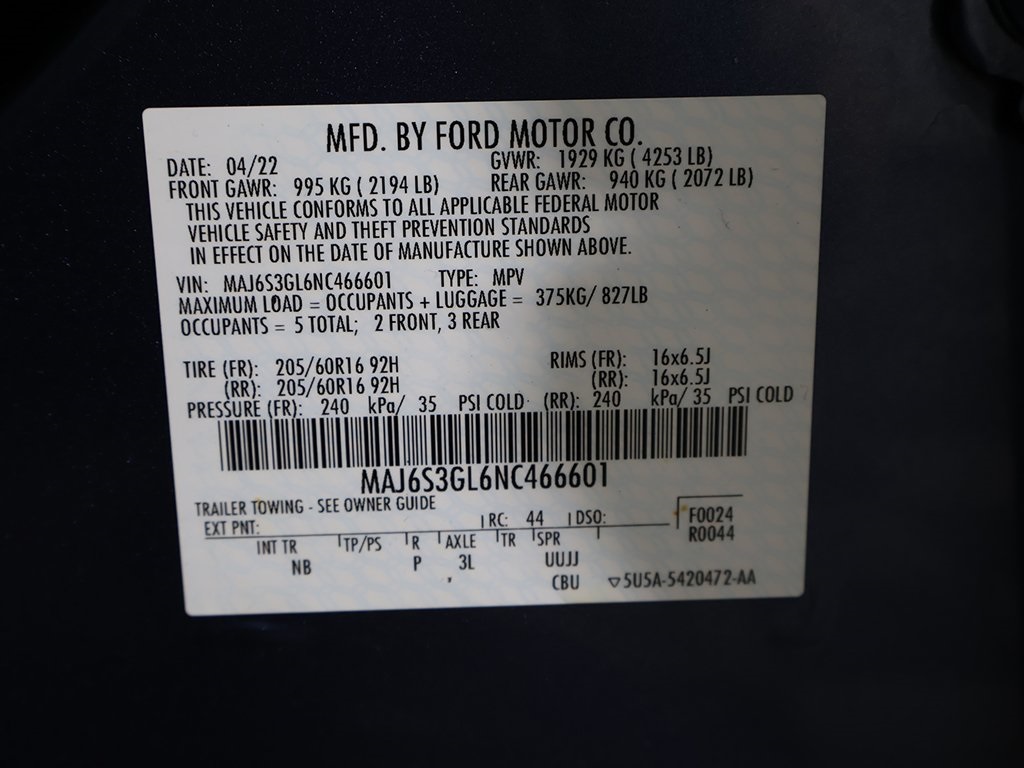 MFD. BY FORD MOTOR CO.
DATE: 04/22 GVWR: 1929 KG ( 4253 LB)
FRONT GAWR: 995 KG ( 2194 LB) REAR GAWR: 940 KG ( 2072 LB)
THIS VEHICLE CONFORMS TO ALL APPLICABLE FEDERAL MOTOR
VEHICLE SAFETY AND THEFT PREVENTION STANDARDS
IN EFFECT ON THE DATE OF MANUFACTURE SHOWN ABOVE.
VIN: MAJ6S3GL6NC466601 TYPE: MPV
MAXIMUM LOAD = OCCUPANTS + LUGGAGE = 375KG/ 827LB
OCCUPANTS = 5 TOTAL; 2 FRONT, 3 REAR
TIRE (FR): 205/60R16 92H RIMS (FR): 16x6.5J
(RR): 205/60R16 92H (RR): 16x6.5J
PRESSURE (FR): 240 kPa/ 35 PSI COLD (RR): 240 kPa/ 35 PSI COLD
MAJ6S3GL6NC466601
TRAILER TOWING - SEE OWNER GUIDE
EXT PNT: RC: 44 DSO: F0024
R0044
INT TR TP/PS R AXLE TR SPR
NB P 3L UUJJ
CBU 5U5A-5420472-AA